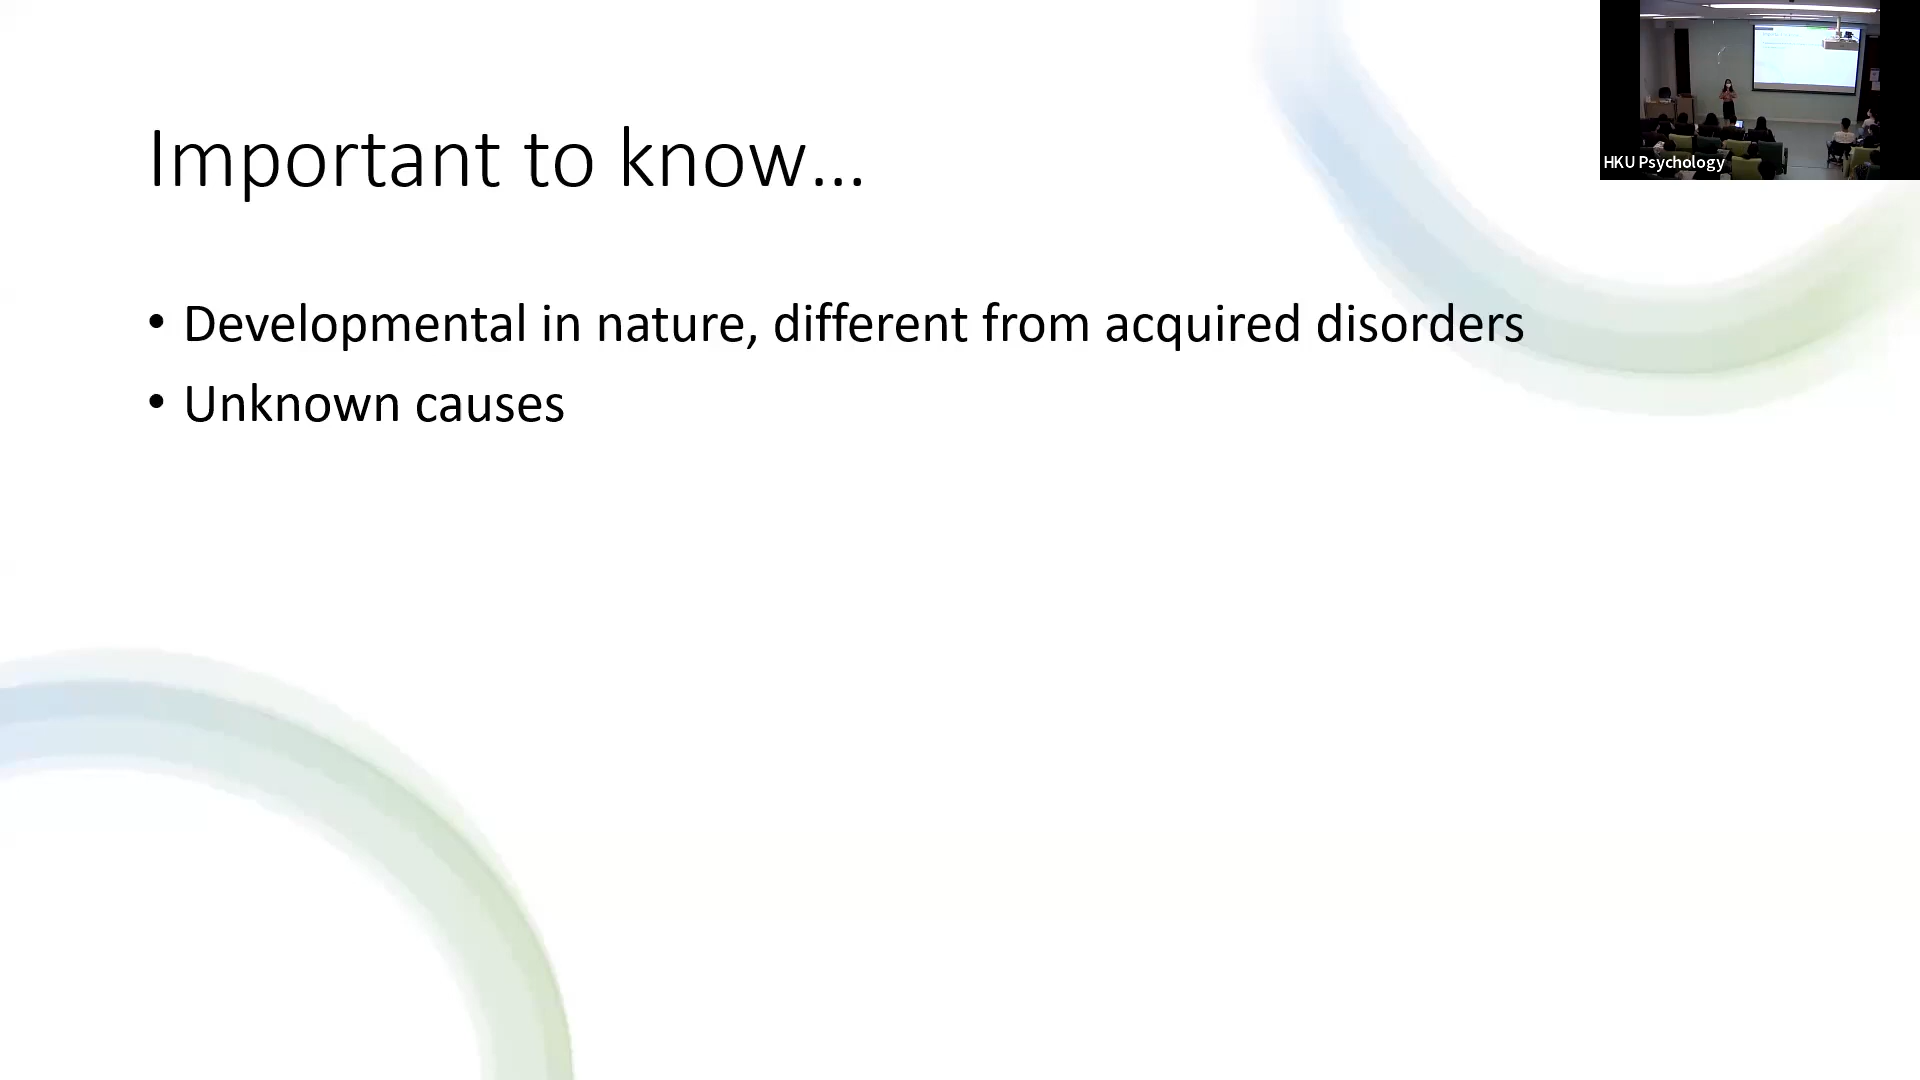 Important to know...
• Developmental in nature, different from acquired disorders
• Unknown causes
HKU Psychology